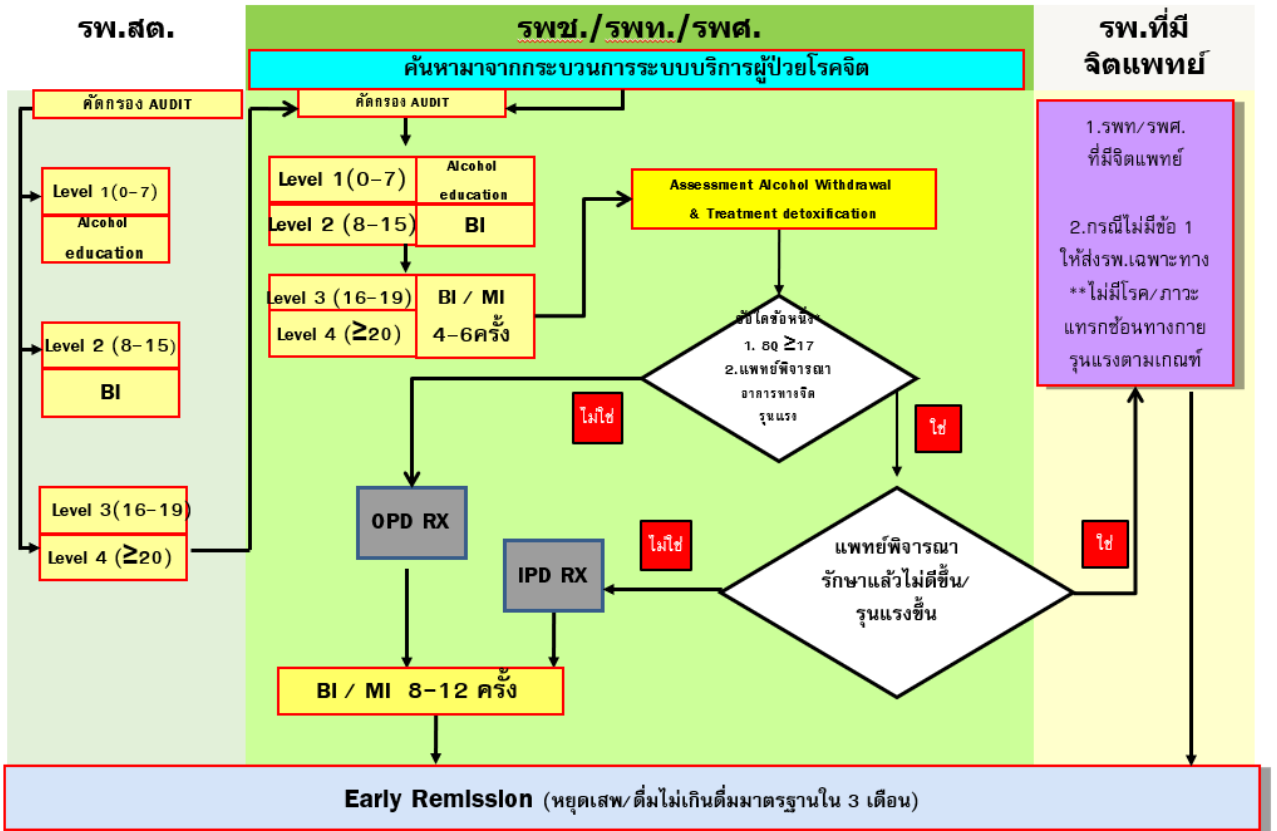 รพ.สต.
รพช./รพท./รพศ.
รพ.ที่มี
จิตแพทย์
ค้นหามาจากกระบวนการระบบบริการผู้ป่วยโรคจิต
คัดกรอง AUDIT
Level 1(0-7)
Alcohol
education
Level 2 (8-15)
BI
Level 3(16-19)
Level 4 (≥20)
คัดกรอง AUDIT
Level 1(0-7)
Alcohol
education
Level 2 (8-15)
BI
Level 3 (16-19)
Level 4 (≥20)
BI / MI
4-6ครั้ง
Assessment Alcohol Withdrawal
& Treatment detoxification
ข้อใดข้อหนึ่ง
1. 8Q ≥17
2.แพทย์พิจารณา
อาการทางจิต
รุนแรง
ไม่ใช่
ใช่
OPD RX
IPD RX
ไม่ใช่
แพทย์พิจารณา
รักษาแล้วไม่ดีขึ้น/
รุนแรงขึ้น
ใช่
BI / MI 8-12 ครั้ง
1.รพท/รพศ.
ที่มีจิตแพทย์
2.กรณีไม่มีข้อ 1
ให้ส่งรพ.เฉพาะทาง
**ไม่มีโรค/ภาวะ
แทรกซ้อนทางกาย
รุนแรงตามเกณฑ์
Early Remission (หยุดเสพ/ดื่มไม่เกินดื่มมาตรฐานใน 3 เดือน)